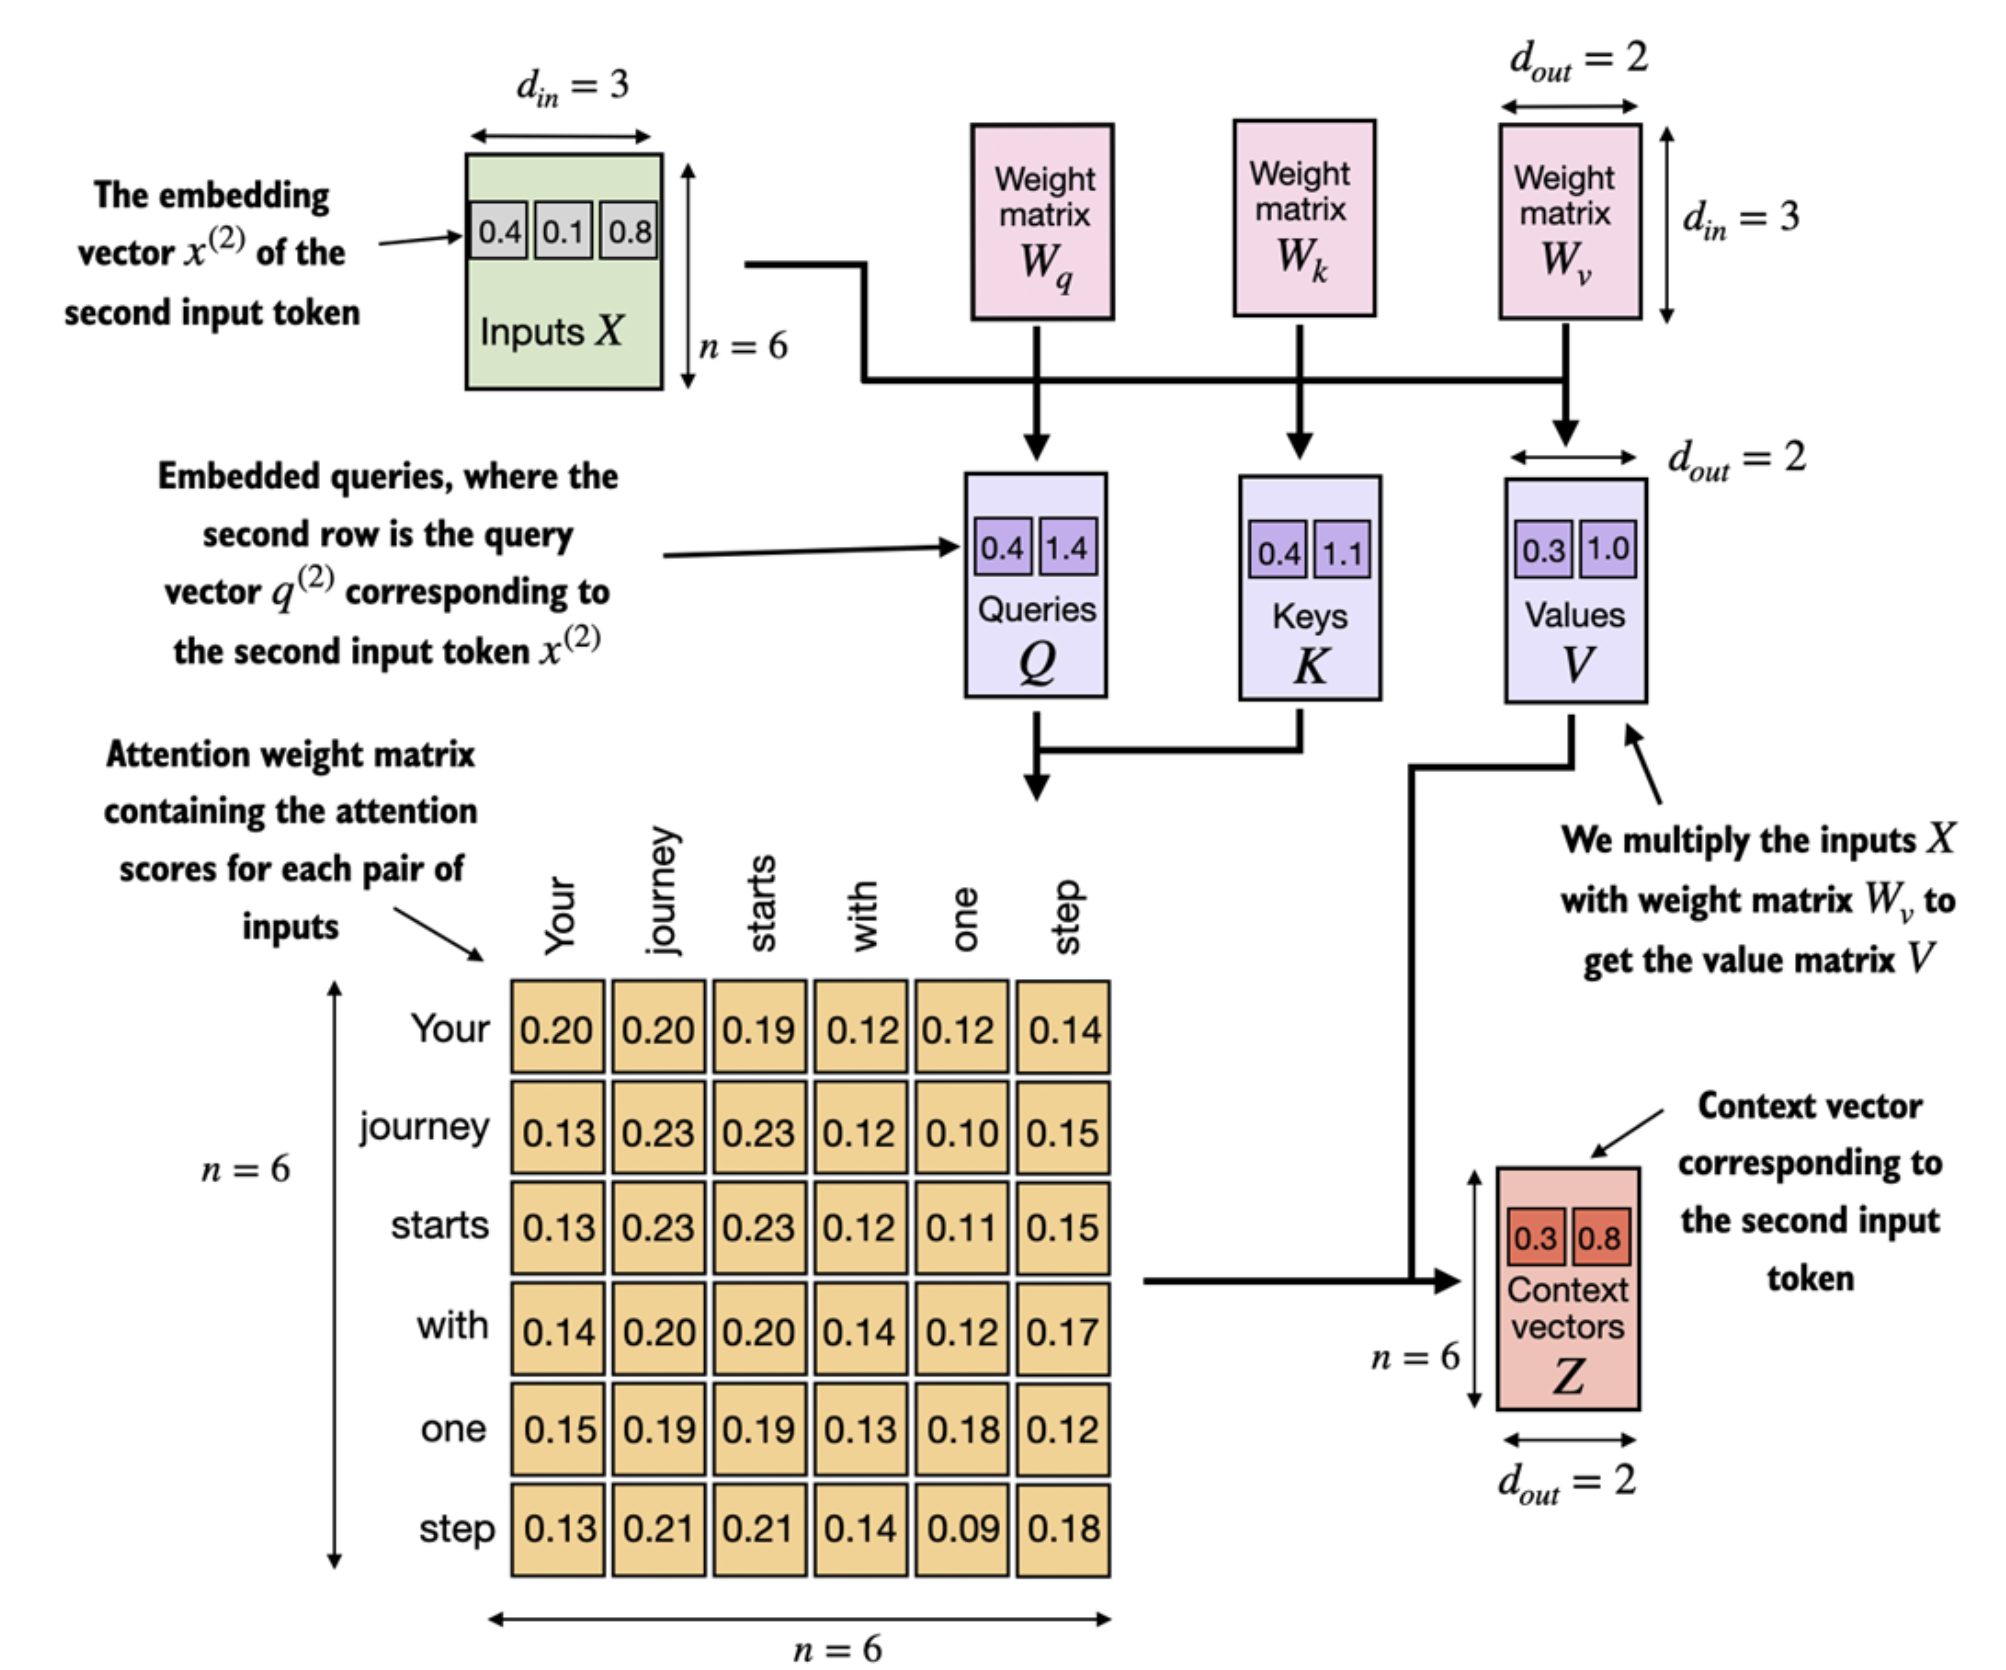 d_in = 3
d_out = 2
The embedding
vector x^(2) of the
second input token
0.4 0.1 0.8
Inputs X
n = 6
Weight
matrix
W_q
Weight
matrix
W_k
Weight
matrix
W_v
d_in = 3
Embedded queries, where the
second row is the query
vector q^(2) corresponding to
the second input token x^(2)
0.4 1.4
Queries
Q
0.4 1.1
Keys
K
d_out = 2
0.3 1.0
Values
V
Attention weight matrix
containing the attention
scores for each pair of
inputs
We multiply the inputs X
with weight matrix W_v to
get the value matrix V
Your journey starts with one step
Your 0.20 0.20 0.19 0.12 0.12 0.14
journey 0.13 0.23 0.23 0.12 0.10 0.15
starts 0.13 0.23 0.23 0.12 0.11 0.15
with 0.14 0.20 0.20 0.14 0.12 0.17
one 0.15 0.19 0.19 0.13 0.18 0.12
step 0.13 0.21 0.21 0.14 0.09 0.18
n = 6
n = 6
Context vector
corresponding to
the second input
token
0.3 0.8
Context
vectors
Z
n = 6
d_out = 2